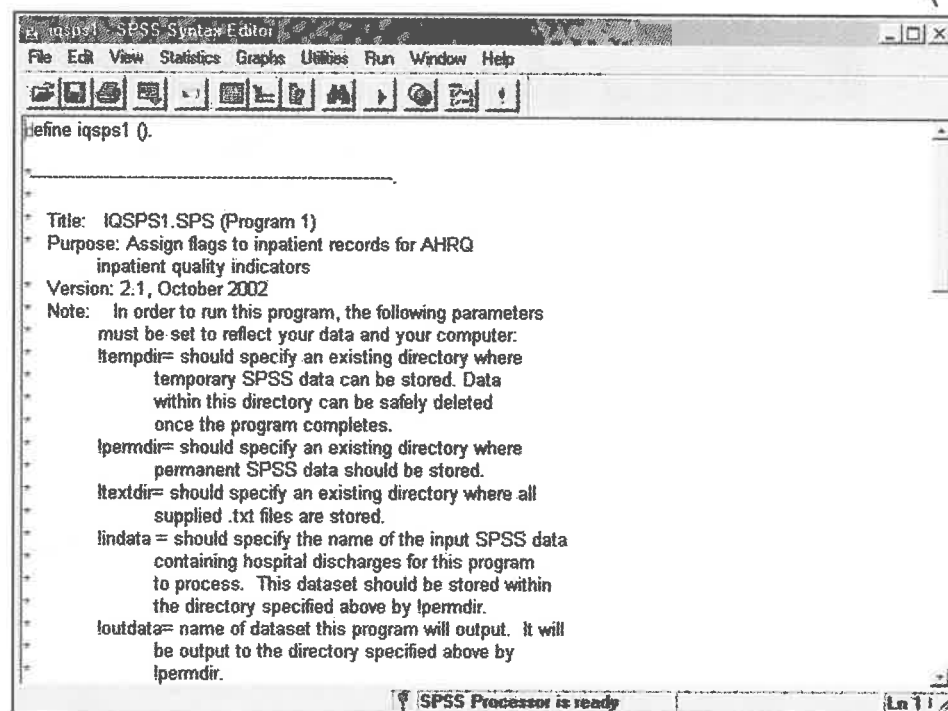 iqsps1 - SPSS Syntax Editor
File Edit View Statistics Graphs Utilities Run Window Help
define iqsps1 ().
*
*
* Title: IQSPS1.SPS (Program 1)
* Purpose: Assign flags to inpatient records for AHRQ
* inpatient quality indicators
* Version: 2.1, October 2002
* Note: In order to run this program, the following parameters
* must be set to reflect your data and your computer:
* !tempdir= should specify an existing directory where
* temporary SPSS data can be stored. Data
* within this directory can be safely deleted
* once the program completes.
* !permdir= should specify an existing directory where
* permanent SPSS data should be stored.
* !textdir= should specify an existing directory where all
* supplied .txt files are stored.
* !indata = should specify the name of the input SPSS data
* containing hospital discharges for this program
* to process. This dataset should be stored within
* the directory specified above by !permdir.
* !outdata= name of dataset this program will output. It will
* be output to the directory specified above by
* !permdir.
SPSS Processor is ready
Ln 1